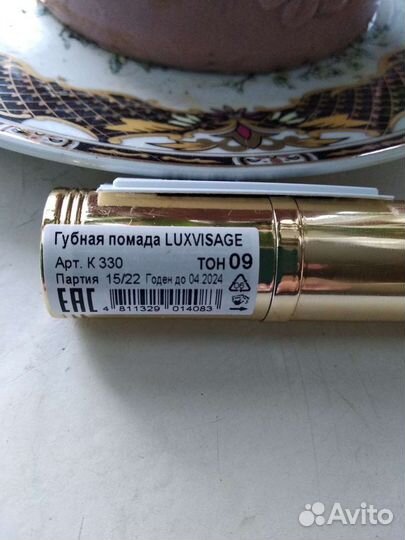 Губная помада LUXVISAGE
Арт. К 330 ТОН 09
Партия 15/22 Годен до 04 2024
EAC
4 811329 014083
Avito